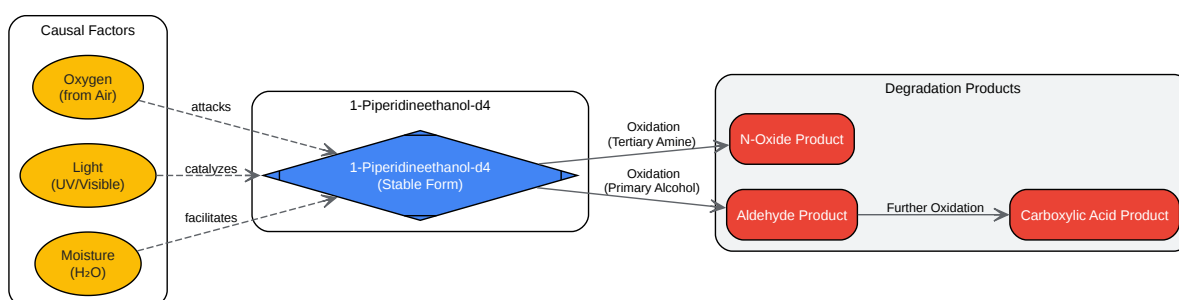 Causal Factors
Oxygen
(from Air)
Light
(UV/Visible)
Moisture
(H₂O)
attacks
catalyzes
facilitates
1-Piperidineethanol-d4
1-Piperidineethanol-d4
(Stable Form)
Oxidation
(Tertiary Amine)
Oxidation
(Primary Alcohol)
Degradation Products
N-Oxide Product
Aldehyde Product
Further Oxidation
Carboxylic Acid Product